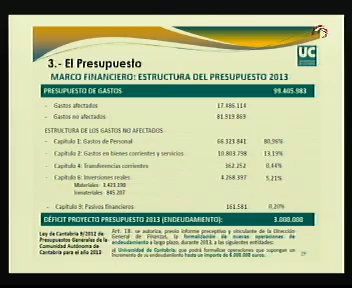 UC
3.- El Presupuesto
MARCO FINANCIERO: ESTRUCTURA DEL PRESUPUESTO 2013
PRESUPUESTO DE GASTOS 99.405.983
- Gastos afectados 17.486.114
- Gastos no afectados 81.919.869
ESTRUCTURA DE LOS GASTOS NO AFECTADOS
- Capítulo 1: Gastos de Personal 66.323.841 80,96%
- Capítulo 2: Gastos en bienes corrientes y servicios 10.803.798 13,19%
- Capítulo 4: Transferencias corrientes 362.252 0,44%
- Capítulo 6: Inversiones reales 4.268.397 5,21%
Materiales: 3.423.190
Inmateriales: 845.207
- Capítulo 9: Pasivos financieros 161.581 0,20%
DÉFICIT PROYECTO PRESUPUESTO 2013 (ENDEUDAMIENTO): 3.000.000
Ley de Cantabria 9/2012 de
Presupuestos Generales de la
Comunidad Autónoma de
Cantabria para el año 2013
Art. 18. se autoriza, previo informe preceptivo y vinculante de la Dirección
General de Finanzas, la formalización de nuevas operaciones de
endeudamiento a largo plazo, durante 2013, a las siguientes entidades:
Universidad de Cantabria, que podrá formalizar operaciones que supongan un
incremento de su endeudamiento hasta un importe de